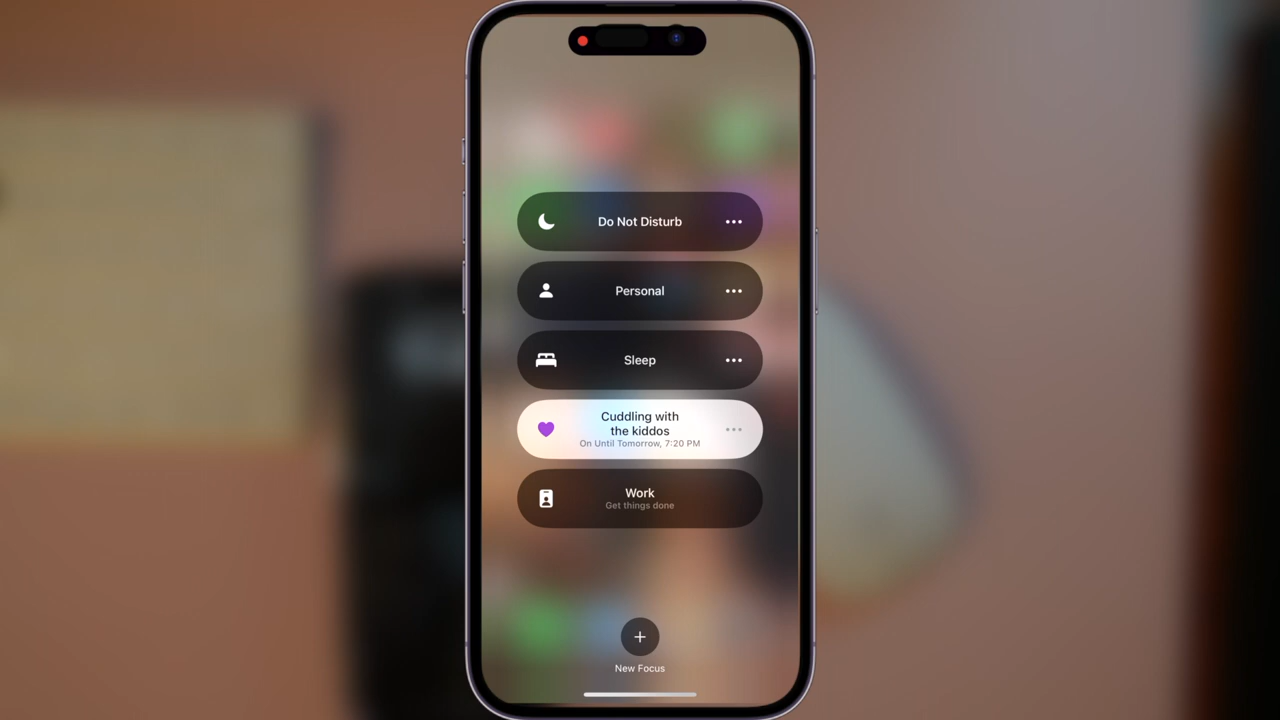 Do Not Disturb
Personal
Sleep
Cuddling with
the kiddos
On Until Tomorrow, 7:20 PM
Work
Get things done
New Focus